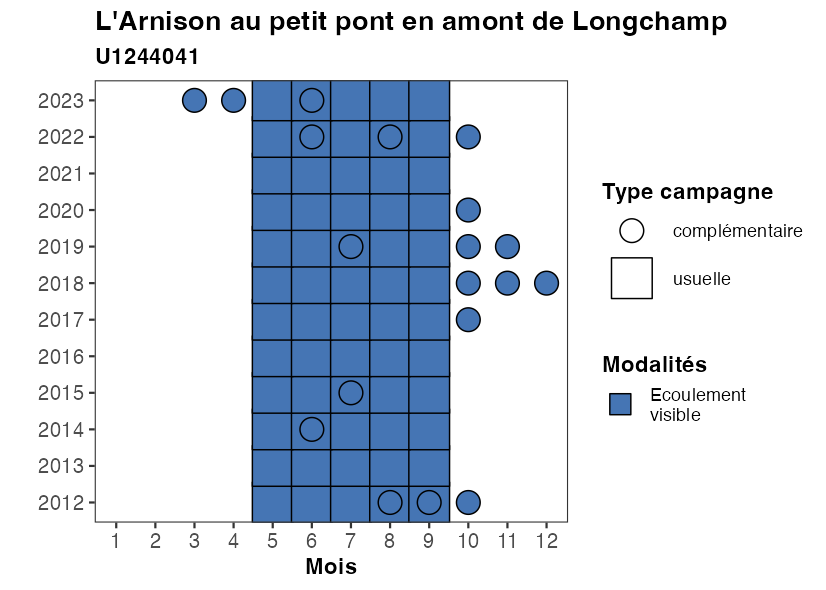 L'Arnison au petit pont en amont de Longchamp
U1244041
2023
2022
2021
2020
2019
2018
2017
2016
2015
2014
2013
2012
1 2 3 4 5 6 7 8 9 10 11 12
Mois
Type campagne
complémentaire
usuelle
Modalités
Ecoulement
visible